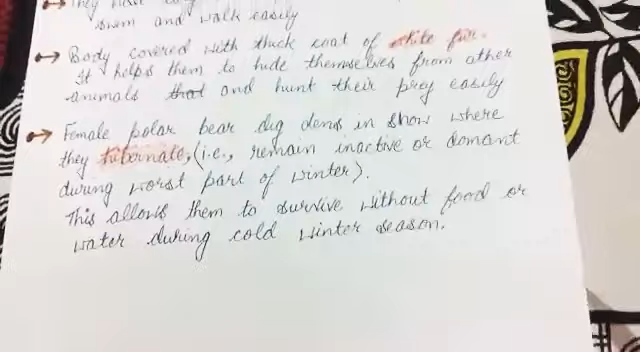 They have
swim and walk easily
Body covered with thick coat of white fur.
It helps them to hide themselves from other
animals that and hunt their prey easily
Female polar bear dig dens in snow where
they hibernate, (i.e., remain inactive or domant
during worst part of winter).
This allows them to survive without food or
water during cold winter season.